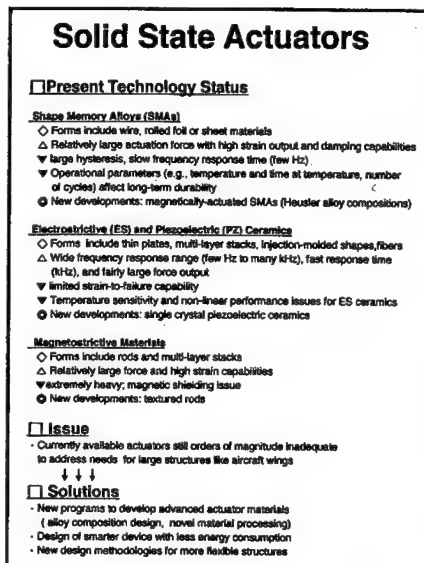 Solid State Actuators
Present Technology Status
Shape Memory Alloys (SMAs)
◇ Forms include wire, rolled foil or sheet materials
△ Relatively large actuation force with high strain output and damping capabilities
▼ large hysteresis, slow frequency response time (few Hz)
▼ Operational parameters (e.g., temperature and time at temperature, number
of cycles) affect long-term durability
✪ New developments: magnetically-actuated SMAs (Heusler alloy compositions)
Electrostrictive (ES) and Piezoelectric (PZ) Ceramics
◇ Forms include thin plates, multi-layer stacks, injection-molded shapes,fibers
△ Wide frequency response range (few Hz to many kHz), fast response time
(kHz), and fairly large force output
▼ limited strain-to-failure capability
▼ Temperature sensitivity and non-linear performance issues for ES ceramics
✪ New developments: single crystal piezoelectric ceramics
Magnetostrictive Materials
◇ Forms include rods and multi-layer stacks
△ Relatively large force and high strain capabilities
▼extremely heavy; magnetic shielding issue
✪ New developments: textured rods
Issue
· Currently available actuators still orders of magnitude inadequate
to address needs for large structures like aircraft wings
↓ ↓ ↓
Solutions
· New programs to develop advanced actuator materials
( alloy composition design, novel material processing)
· Design of smarter device with less energy consumption
· New design methodologies for more flexible structures